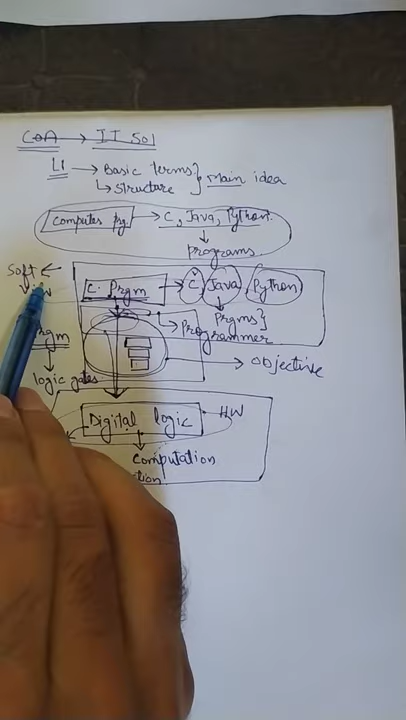 COA → II Sol
L1 → Basic terms
↳ Structure } Main idea
Computer pg → C, Java, Python.
↓
programs
Soft ←
C. Prgm → C Java, Python
Prgms}
→ Programmer
→ Objective
logic gates
Digital logic • HW
↓
Computation